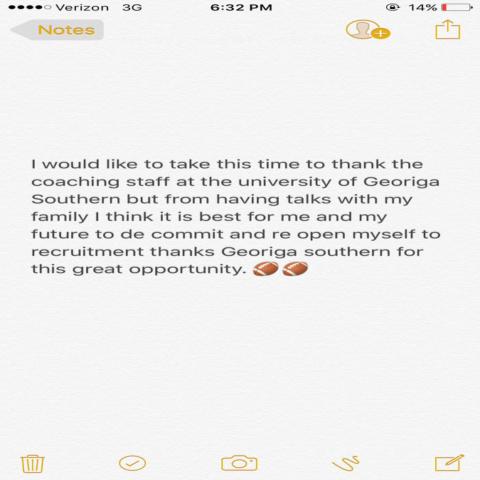 Verizon 3G 6:32 PM 14%
Notes
I would like to take this time to thank the
coaching staff at the university of Georiga
Southern but from having talks with my
family I think it is best for me and my
future to de commit and re open myself to
recruitment thanks Georiga southern for
this great opportunity. 🏈🏈